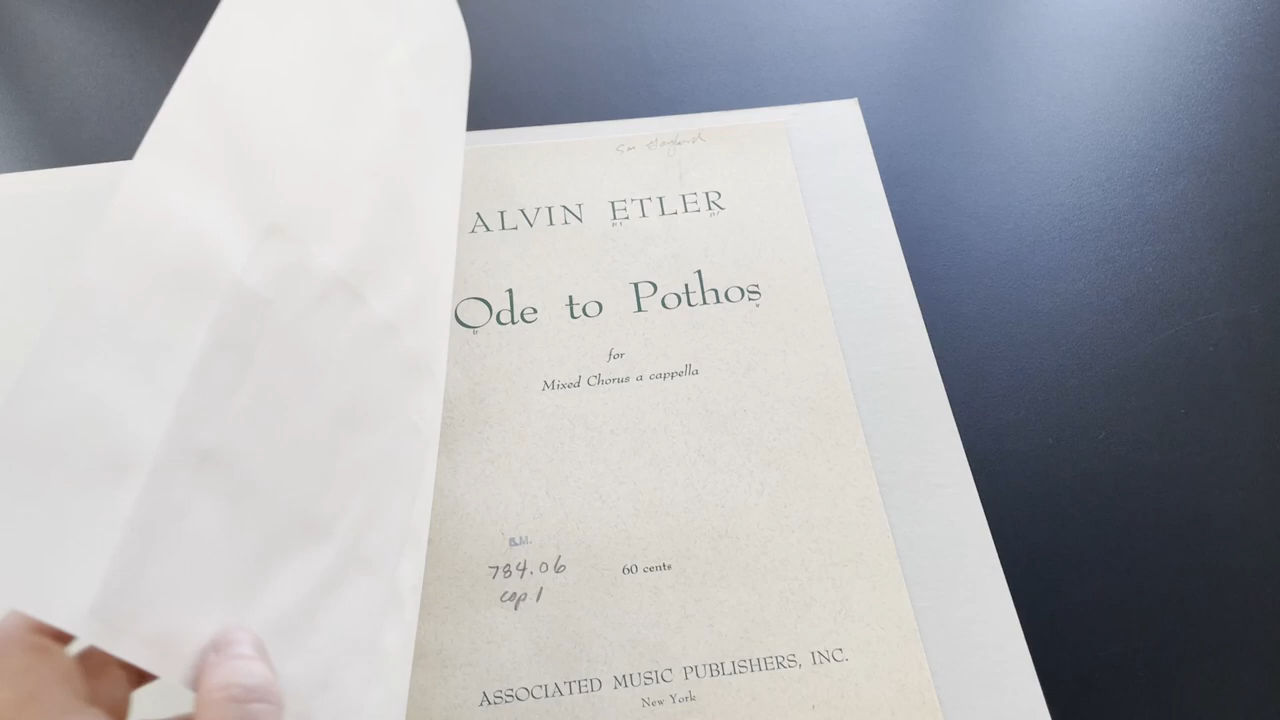 ALVIN ETLER
Ode to Pothos
for
Mixed Chorus a cappella
B.M.
784.06
60 cents
cop 1
ASSOCIATED MUSIC PUBLISHERS, INC.
New York